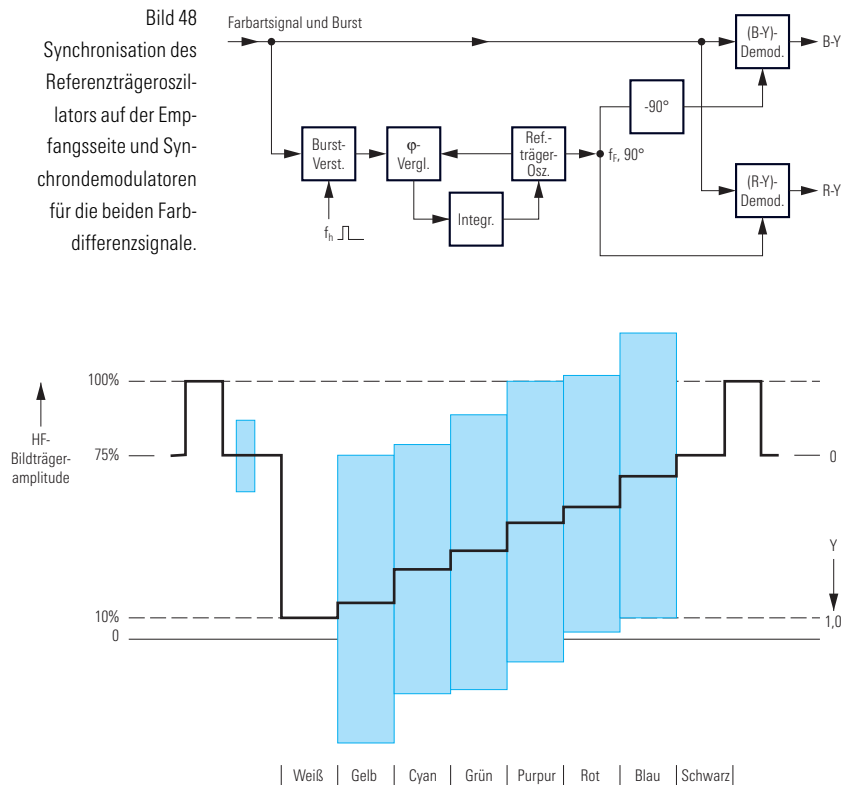 Bild 48
Synchronisation des
Referenzträgeroszil-
lators auf der Emp-
fangsseite und Syn-
chrondemodulatoren
für die beiden Farb-
differenzsignale.
Farbartsignal und Burst
(B-Y)-
Demod.
B-Y
-90°
Burst-
Verst.
φ-
Vergl.
Ref.-
träger-
Osz.
fF, 90°
(R-Y)-
Demod.
R-Y
Integr.
fh
100%
HF-
Bildträger-
amplitude
75%
0
Y
10%
1,0
0
Weiß Gelb Cyan Grün Purpur Rot Blau Schwarz